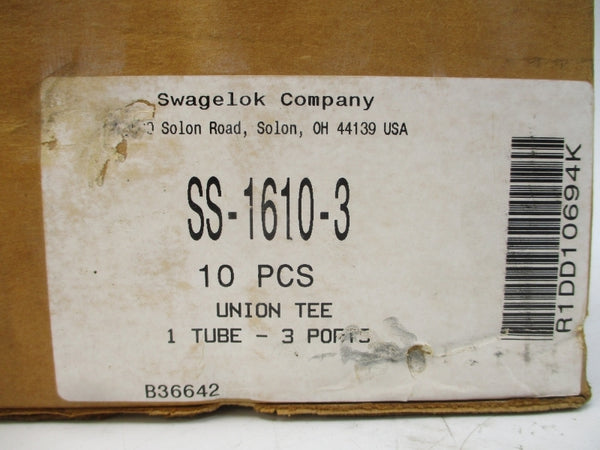 Swagelok Company
Solon Road, Solon, OH 44139 USA
SS-1610-3
10 PCS
UNION TEE
1 TUBE - 3 PORTS
B36642
R1DD10694K